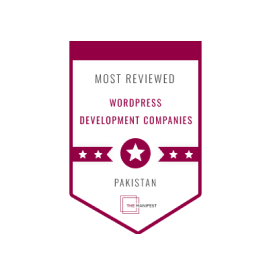 MOST REVIEWED
WORDPRESS
DEVELOPMENT COMPANIES
PAKISTAN
THE MANIFEST